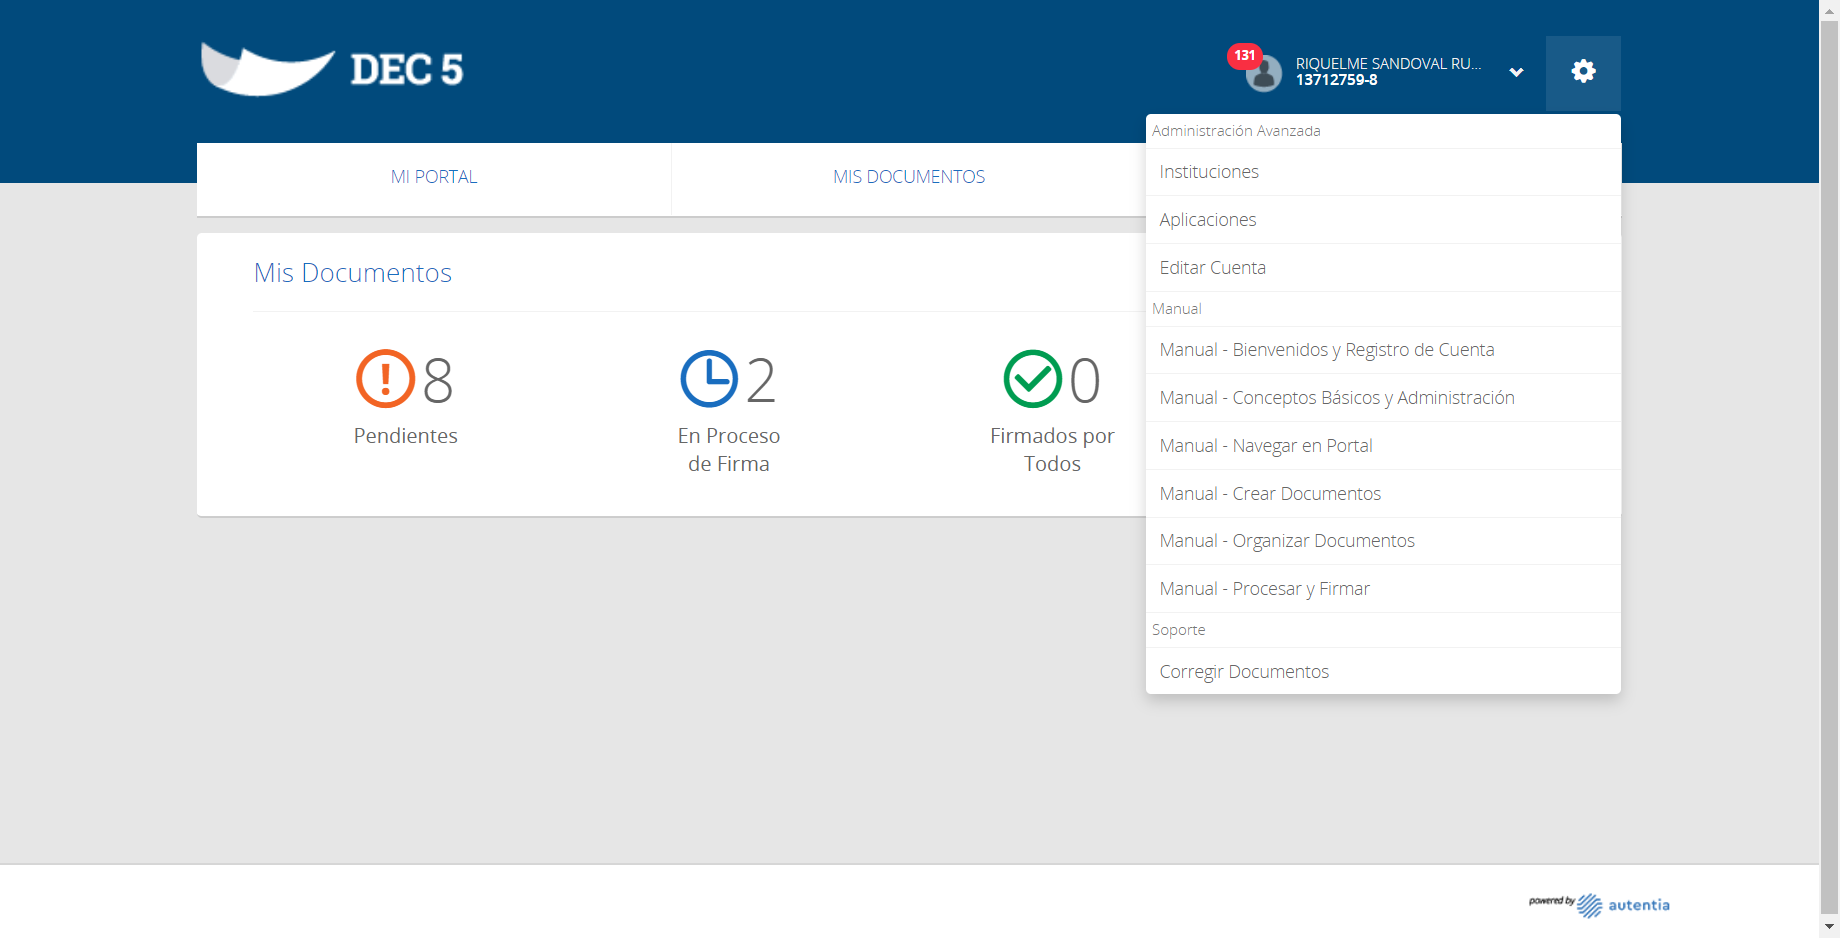 DEC 5
131
RIQUELME SANDOVAL RU...
13712759-8
MI PORTAL
MIS DOCUMENTOS
Administración Avanzada
Instituciones
Aplicaciones
Editar Cuenta
Manual
Manual - Bienvenidos y Registro de Cuenta
Manual - Conceptos Básicos y Administración
Manual - Navegar en Portal
Manual - Crear Documentos
Manual - Organizar Documentos
Manual - Procesar y Firmar
Soporte
Corregir Documentos
Mis Documentos
8
Pendientes
2
En Proceso
de Firma
0
Firmados por
Todos
powered by autentia